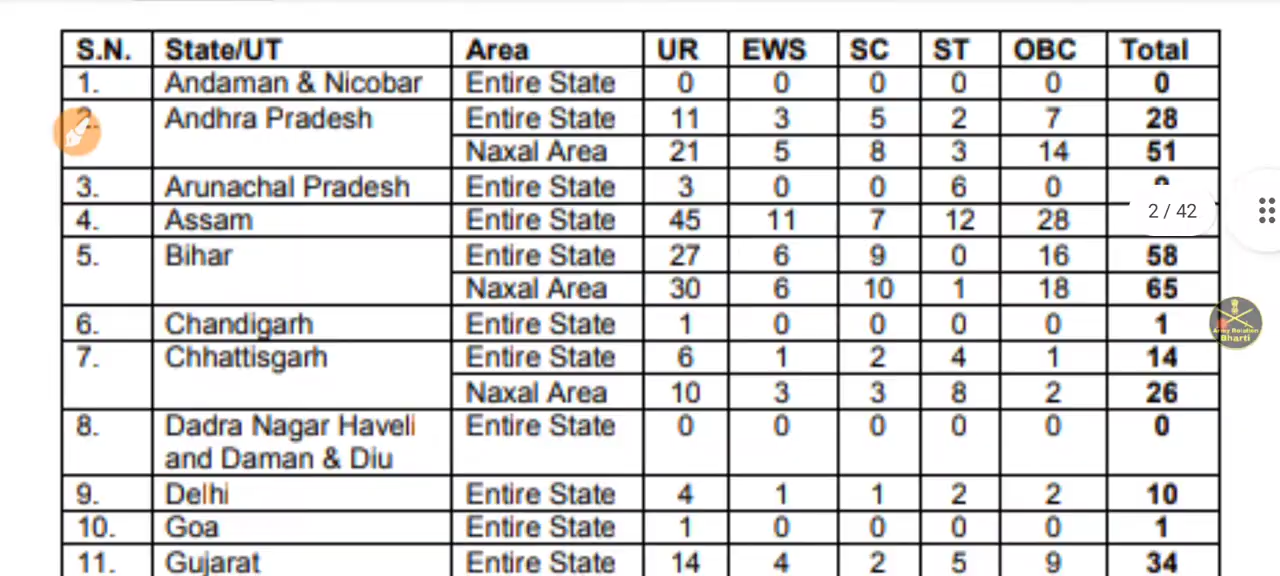 S.N. State/UT Area UR EWS SC ST OBC Total
1. Andaman & Nicobar Entire State 0 0 0 0 0 0
Andhra Pradesh Entire State 11 3 5 2 7 28
Naxal Area 21 5 8 3 14 51
3. Arunachal Pradesh Entire State 3 0 0 6 0
4. Assam Entire State 45 11 7 12 28
2 / 42
5. Bihar Entire State 27 6 9 0 16 58
Naxal Area 30 6 10 1 18 65
6. Chandigarh Entire State 1 0 0 0 0 1
Bharti
7. Chhattisgarh Entire State 6 1 2 4 1 14
Naxal Area 10 3 3 8 2 26
8. Dadra Nagar Haveli Entire State 0 0 0 0 0 0
and Daman & Diu
9. Delhi Entire State 4 1 1 2 2 10
10. Goa Entire State 1 0 0 0 0 1
11. Gujarat Entire State 14 4 2 5 9 34